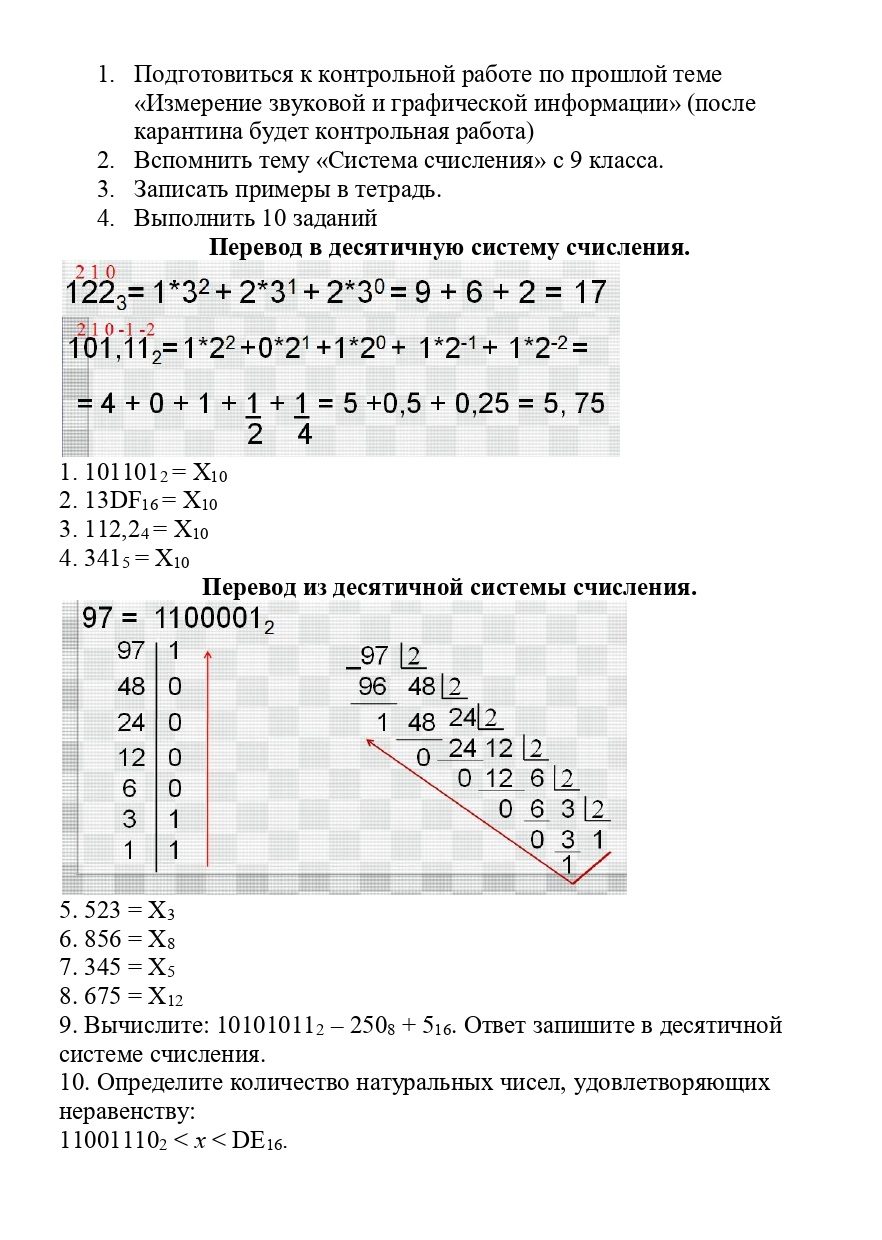 1. Подготовиться к контрольной работе по прошлой теме
«Измерение звуковой и графической информации» (после
карантина будет контрольная работа)
2. Вспомнить тему «Система счисления» с 9 класса.
3. Записать примеры в тетрадь.
4. Выполнить 10 заданий
Перевод в десятичную систему счисления.
2 1 0
122₃= 1*3² + 2*3¹ + 2*3⁰ = 9 + 6 + 2 = 17
2 1 0 -1 -2
101,11₂= 1*2² +0*2¹ +1*2⁰ + 1*2⁻¹ + 1*2⁻² =
= 4 + 0 + 1 + 1/2 + 1/4 = 5 +0,5 + 0,25 = 5, 75
1. 101101₂ = X₁₀
2. 13DF₁₆ = X₁₀
3. 112,2₄ = X₁₀
4. 341₅ = X₁₀
Перевод из десятичной системы счисления.
97 = 1100001₂
97 1
48 0
24 0
12 0
6 0
3 1
1 1
97 2
96 48 2
1 48 24 2
0 24 12 2
0 12 6 2
0 6 3 2
0 3 1
1
5. 523 = X₃
6. 856 = X₈
7. 345 = X₅
8. 675 = X₁₂
9. Вычислите: 10101011₂ – 250₈ + 5₁₆. Ответ запишите в десятичной
системе счисления.
10. Определите количество натуральных чисел, удовлетворяющих
неравенству:
11001110₂ < x < DE₁₆.